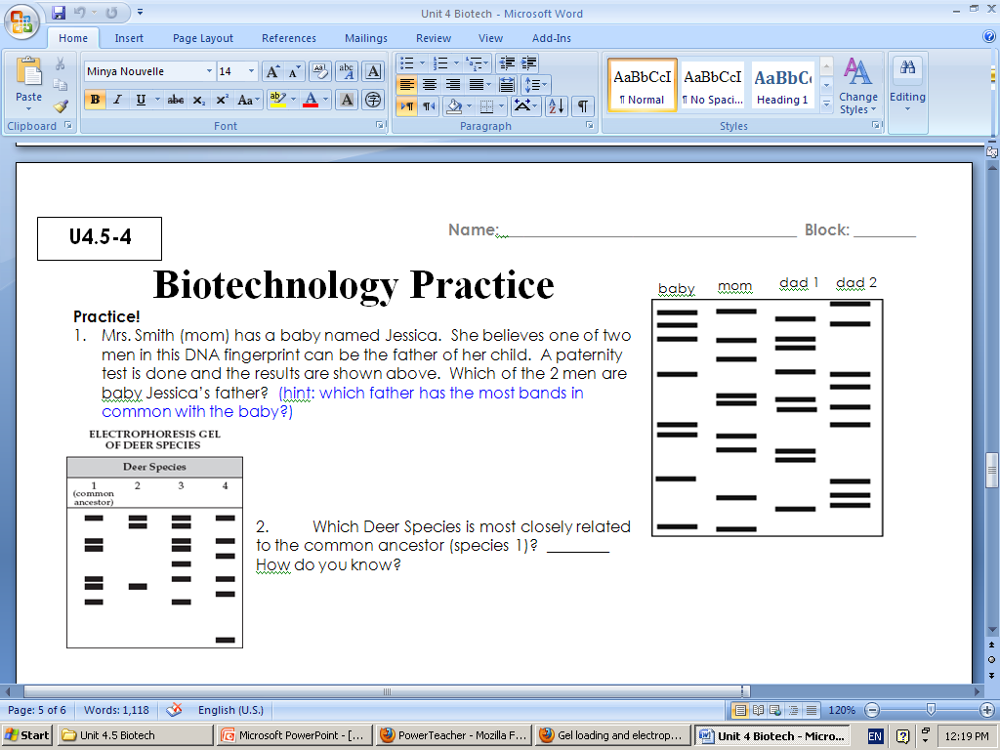 Unit 4 Biotech - Microsoft Word
Home Insert Page Layout References Mailings Review View Add-Ins
Paste
Clipboard
Minya Nouvelle 14
B I U abc X₂ X² Aa
Font
Paragraph
AaBbCcI AaBbCcI AaBbC
¶ Normal ¶ No Spaci... Heading 1
Change Styles
Styles
Editing
U4.5-4
Name: Block:
Biotechnology Practice
baby mom dad 1 dad 2
Practice!
1. Mrs. Smith (mom) has a baby named Jessica. She believes one of two
men in this DNA fingerprint can be the father of her child. A paternity
test is done and the results are shown above. Which of the 2 men are
baby Jessica's father? (hint: which father has the most bands in
common with the baby?)
ELECTROPHORESIS GEL
OF DEER SPECIES
Deer Species
1 2 3 4
(common
ancestor)
2. Which Deer Species is most closely related
to the common ancestor (species 1)? ________
How do you know?
Page: 5 of 6 Words: 1,118 English (U.S.) 120%
Start Unit 4.5 Biotech Microsoft PowerPoint - [... PowerTeacher - Mozilla F... Gel loading and electrop... Unit 4 Biotech - Micro... EN 12:19 PM